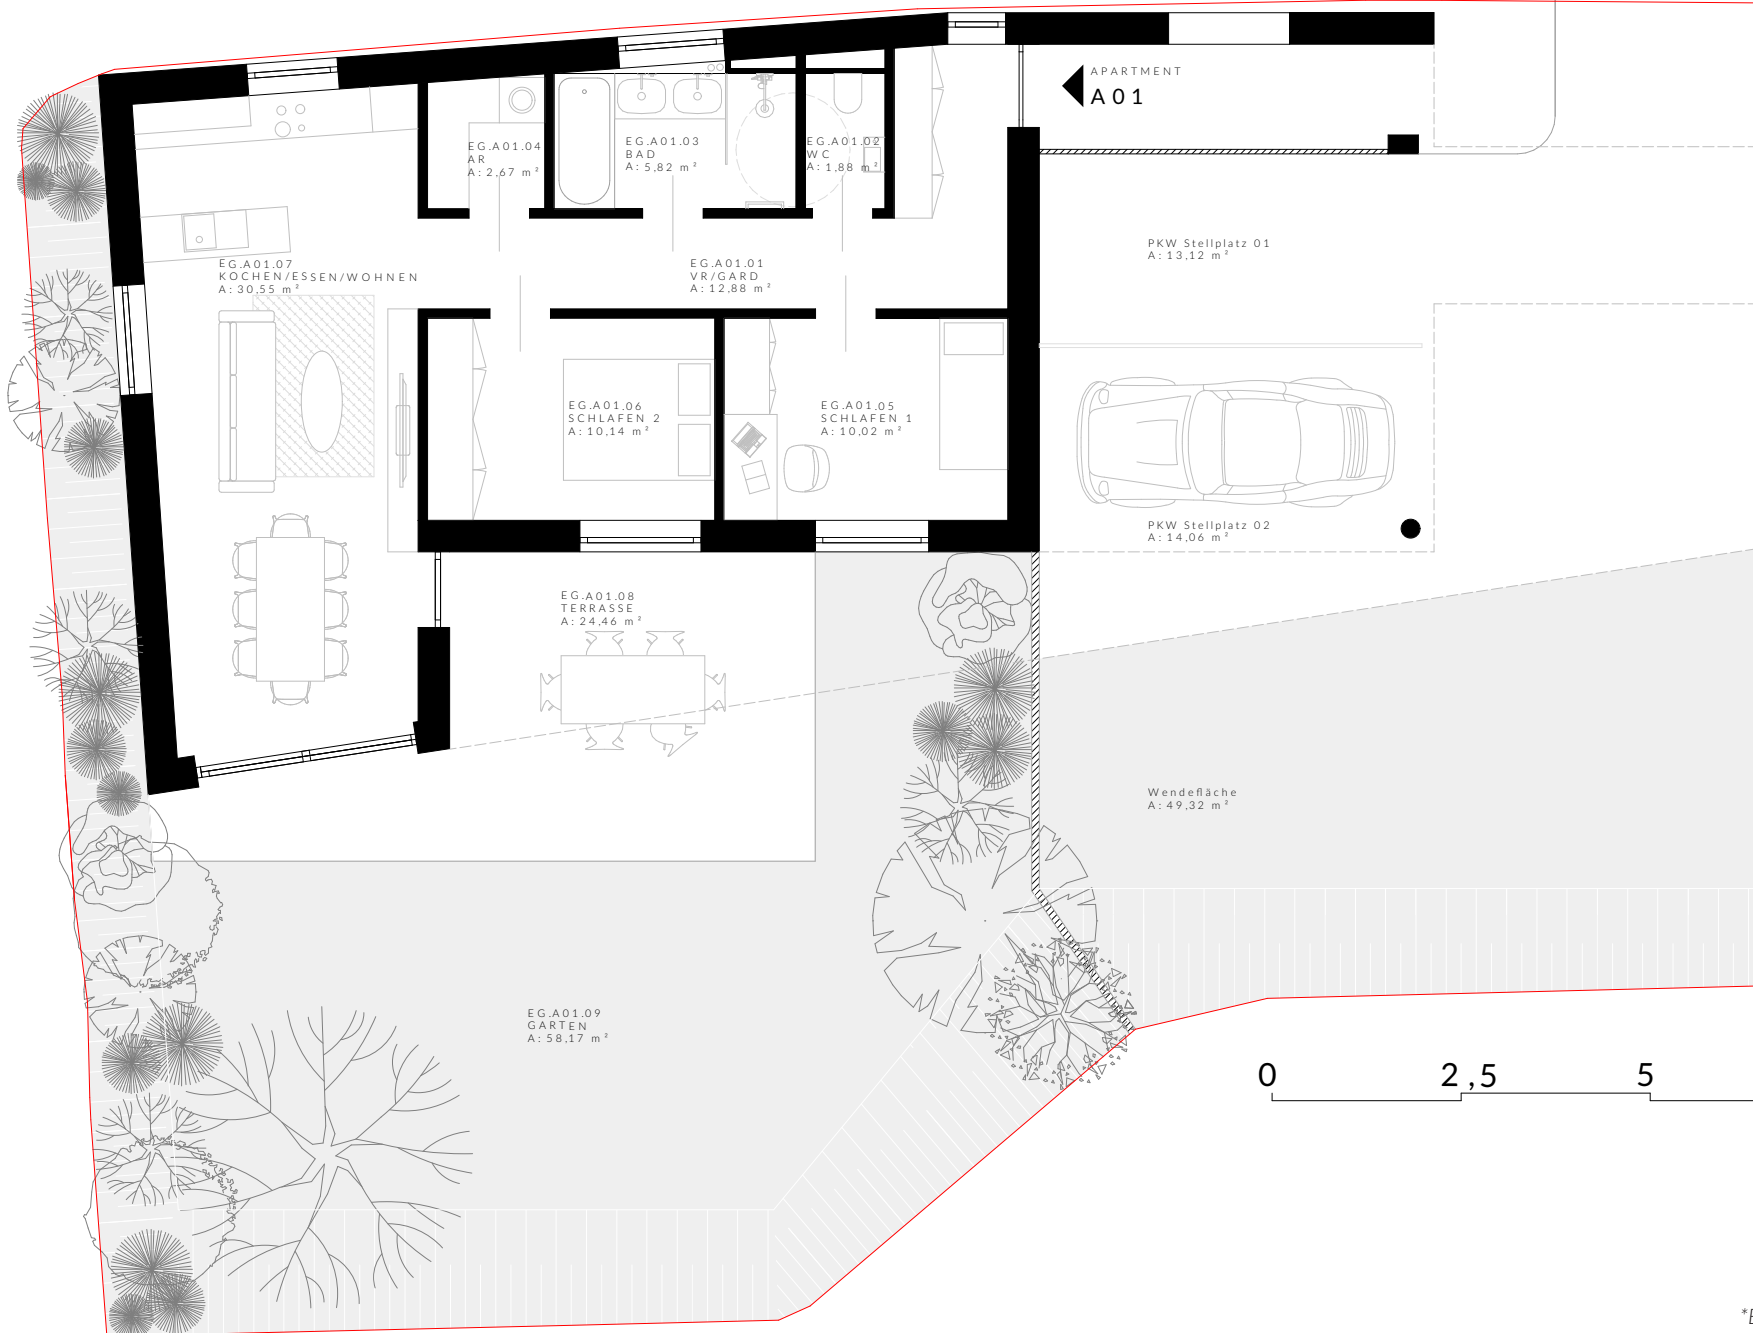 APARTMENT
A01
EG.A01.04
AR
A: 2,67 m²
EG.A01.03
BAD
A: 5,82 m²
EG.A01.02
WC
A: 1,88 m²
EG.A01.07
KOCHEN/ESSEN/WOHNEN
A: 30,55 m²
EG.A01.01
VR/GARD
A: 12,88 m²
PKW Stellplatz 01
A: 13,12 m²
EG.A01.06
SCHLAFEN 2
A: 10,14 m²
EG.A01.05
SCHLAFEN 1
A: 10,02 m²
PKW Stellplatz 02
A: 14,06 m²
EG.A01.08
TERRASSE
A: 24,46 m²
Wendefläche
A: 49,32 m²
EG.A01.09
GARTEN
A: 58,17 m²
0 2,5 5